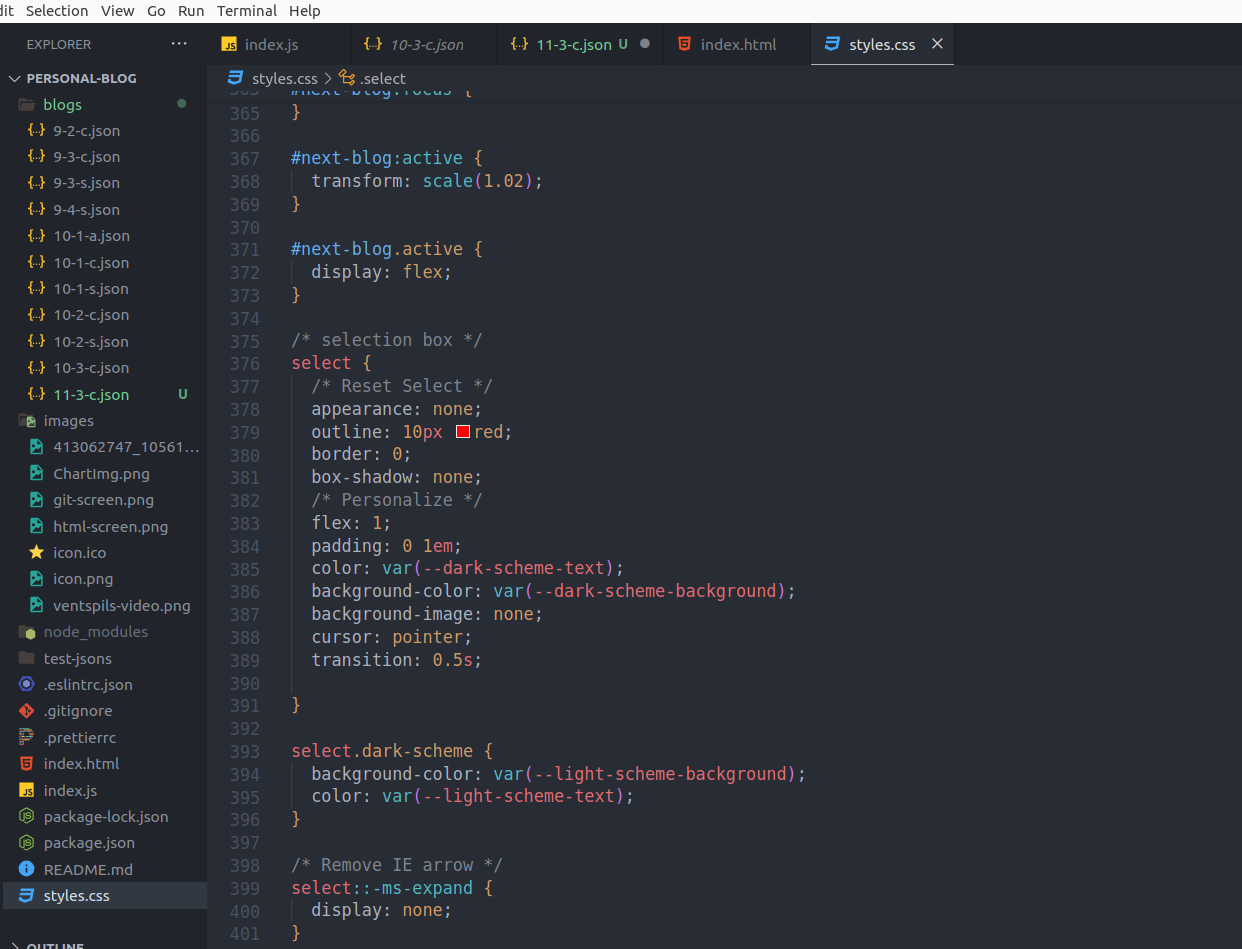 dit Selection View Go Run Terminal Help
EXPLORER ···
PERSONAL-BLOG
blogs
{..} 9-2-c.json
{..} 9-3-c.json
{..} 9-3-s.json
{..} 9-4-s.json
{..} 10-1-a.json
{..} 10-1-c.json
{..} 10-1-s.json
{..} 10-2-c.json
{..} 10-2-s.json
{..} 10-3-c.json
{..} 11-3-c.json U
images
413062747_10561...
ChartImg.png
git-screen.png
html-screen.png
icon.ico
icon.png
ventspils-video.png
node_modules
test-jsons
.eslintrc.json
.gitignore
.prettierrc
index.html
JS index.js
package-lock.json
package.json
README.md
styles.css
OUTLINE
JS index.js {..} 10-3-c.json {..} 11-3-c.json U index.html styles.css
styles.css > .select
363 #next-blog:focus {
365 }
366
367 #next-blog:active {
368 transform: scale(1.02);
369 }
370
371 #next-blog.active {
372 display: flex;
373 }
374
375 /* selection box */
376 select {
377 /* Reset Select */
378 appearance: none;
379 outline: 10px red;
380 border: 0;
381 box-shadow: none;
382 /* Personalize */
383 flex: 1;
384 padding: 0 1em;
385 color: var(--dark-scheme-text);
386 background-color: var(--dark-scheme-background);
387 background-image: none;
388 cursor: pointer;
389 transition: 0.5s;
390
391 }
392
393 select.dark-scheme {
394 background-color: var(--light-scheme-background);
395 color: var(--light-scheme-text);
396 }
397
398 /* Remove IE arrow */
399 select::-ms-expand {
400 display: none;
401 }